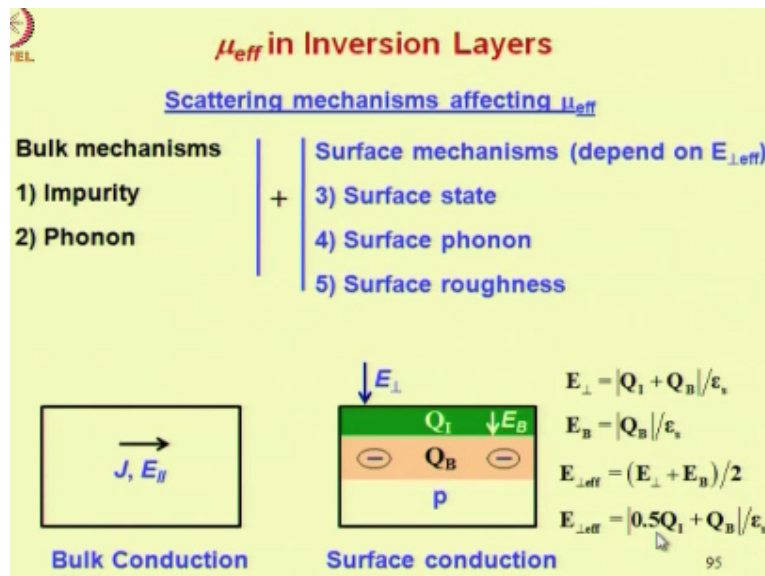 TEL
μeff in Inversion Layers
Scattering mechanisms affecting μeff
Bulk mechanisms
1) Impurity
2) Phonon
+
Surface mechanisms (depend on E⊥eff)
3) Surface state
4) Surface phonon
5) Surface roughness
J, E//
Bulk Conduction
E⊥
QI EB
− QB −
p
Surface conduction
E⊥ = |QI + QB|/εs
EB = |QB|/εs
E⊥eff = (E⊥ + EB)/2
E⊥eff = |0.5QI + QB|/εs
95